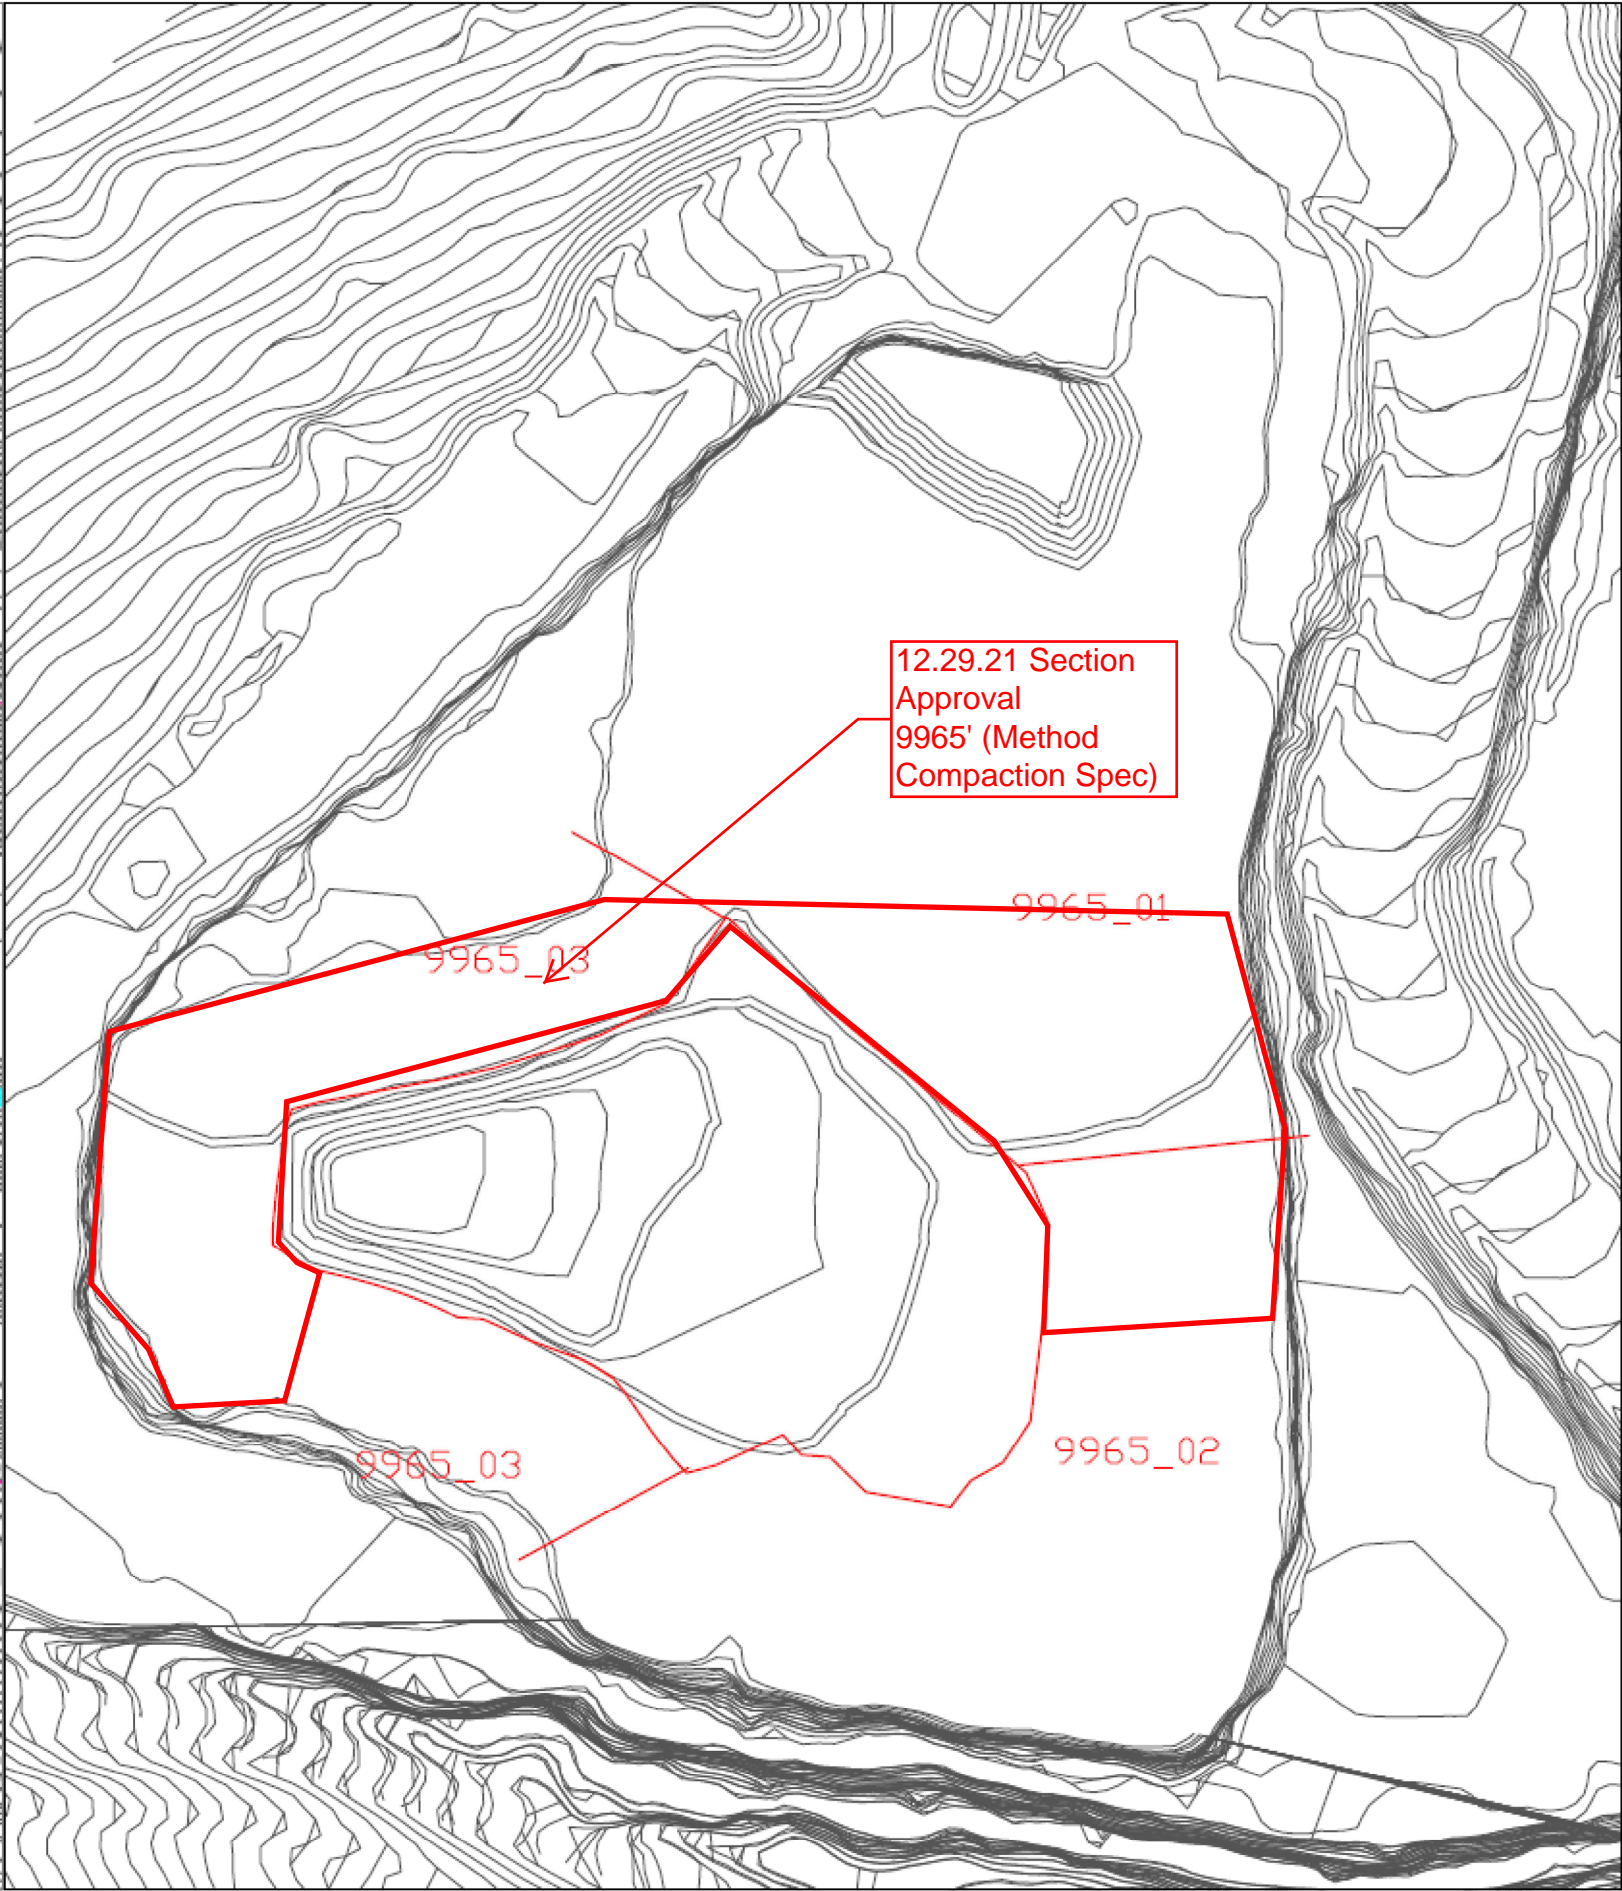 12.29.21 Section
Approval
9965' (Method
Compaction Spec)
9965_01
9965_03
9965_03
9965_02